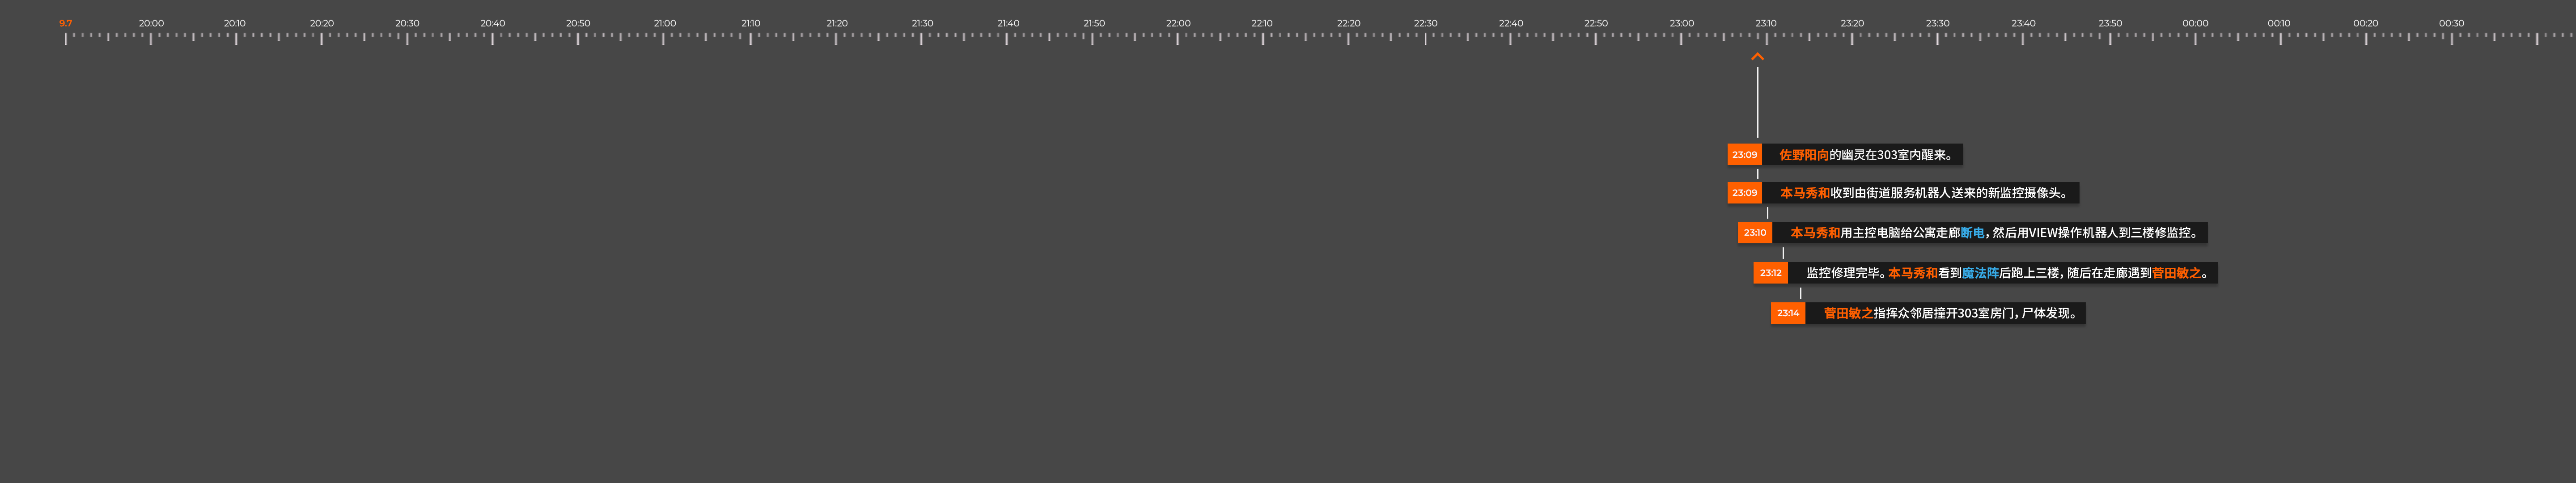 9.7 20:00 20:10 20:20 20:30 20:40 20:50 21:00 21:10 21:20 21:30 21:40 21:50 22:00 22:10 22:20 22:30 22:40 22:50 23:00 23:10 23:20 23:30 23:40 23:50 00:00 00:10 00:20 00:30
23:09 佐野阳向的幽灵在303室内醒来。
23:09 本马秀和收到由街道服务机器人送来的新监控摄像头。
23:10 本马秀和用主控电脑给公寓走廊断电，然后用VIEW操作机器人到三楼修监控。
23:12 监控修理完毕。本马秀和看到魔法阵后跑上三楼，随后在走廊遇到菅田敏之。
23:14 菅田敏之指挥众邻居撞开303室房门，尸体发现。